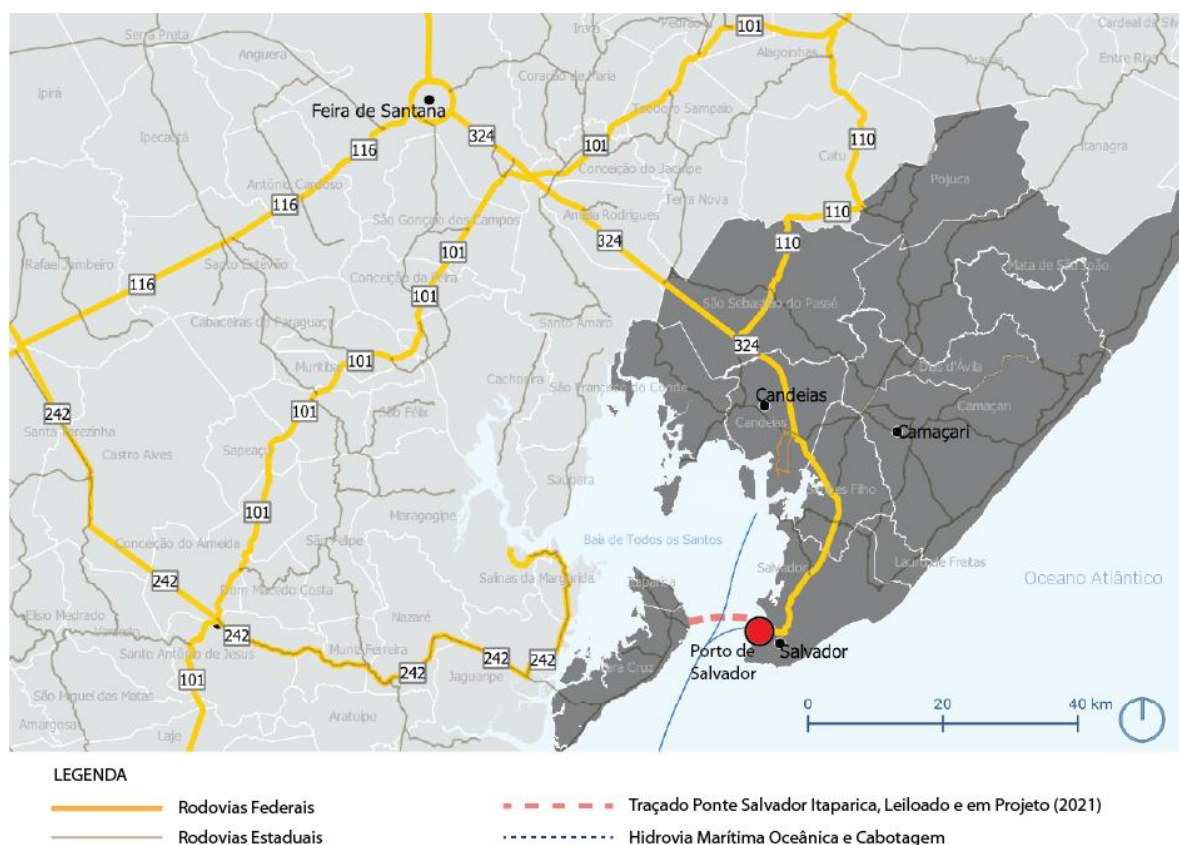 Serra Preta
Anguera
Irará
Pedrão
101
Alagoinhas
Araças
Cardeal da Silva
Entre Rios
Ipirá
Feira de Santana
Coração de Maria
Teodoro Sampaio
Ipecaetá
116
324
101
110
Catu
Itanagra
Antônio Cardoso
Conceição do Jacuípe
Terra Nova
Pojuca
116
São Gonçalo dos Campos
Amélia Rodrigues
110
324
110
101
Rafael Jambeiro
Santo Estêvão
Conceição da Feira
Mata de São João
116
101
São Sebastião do Passé
Cabaceiras do Paraguaçu
Santo Amaro
324
Muritiba
101
Cachoeira
São Francisco do Conde
Dias d'Ávila
242
101
São Félix
Candeias
Candeias
Camaçari
Camaçari
Santa Terezinha
Castro Alves
Sapeaçu
Saubara
Simões Filho
101
Maragogipe
Conceição do Almeida
São Felipe
Baía de Todos os Santos
Salvador
Lauro de Freitas
242
Dom Macedo Costa
Salinas da Margarida
Itaparica
Oceano Atlântico
Elísio Medrado
Varzedo
242
Nazaré
Santo Antônio de Jesus
Muniz Ferreira
242
242
242
Jaguaripe
Vera Cruz
Porto de
Salvador
Salvador
São Miguel das Matas
101
Amargosa
Laje
Aratuípe
0
20
40 km
LEGENDA
Rodovias Federais
Traçado Ponte Salvador Itaparica, Leiloado e em Projeto (2021)
Rodovias Estaduais
Hidrovia Marítima Oceânica e Cabotagem